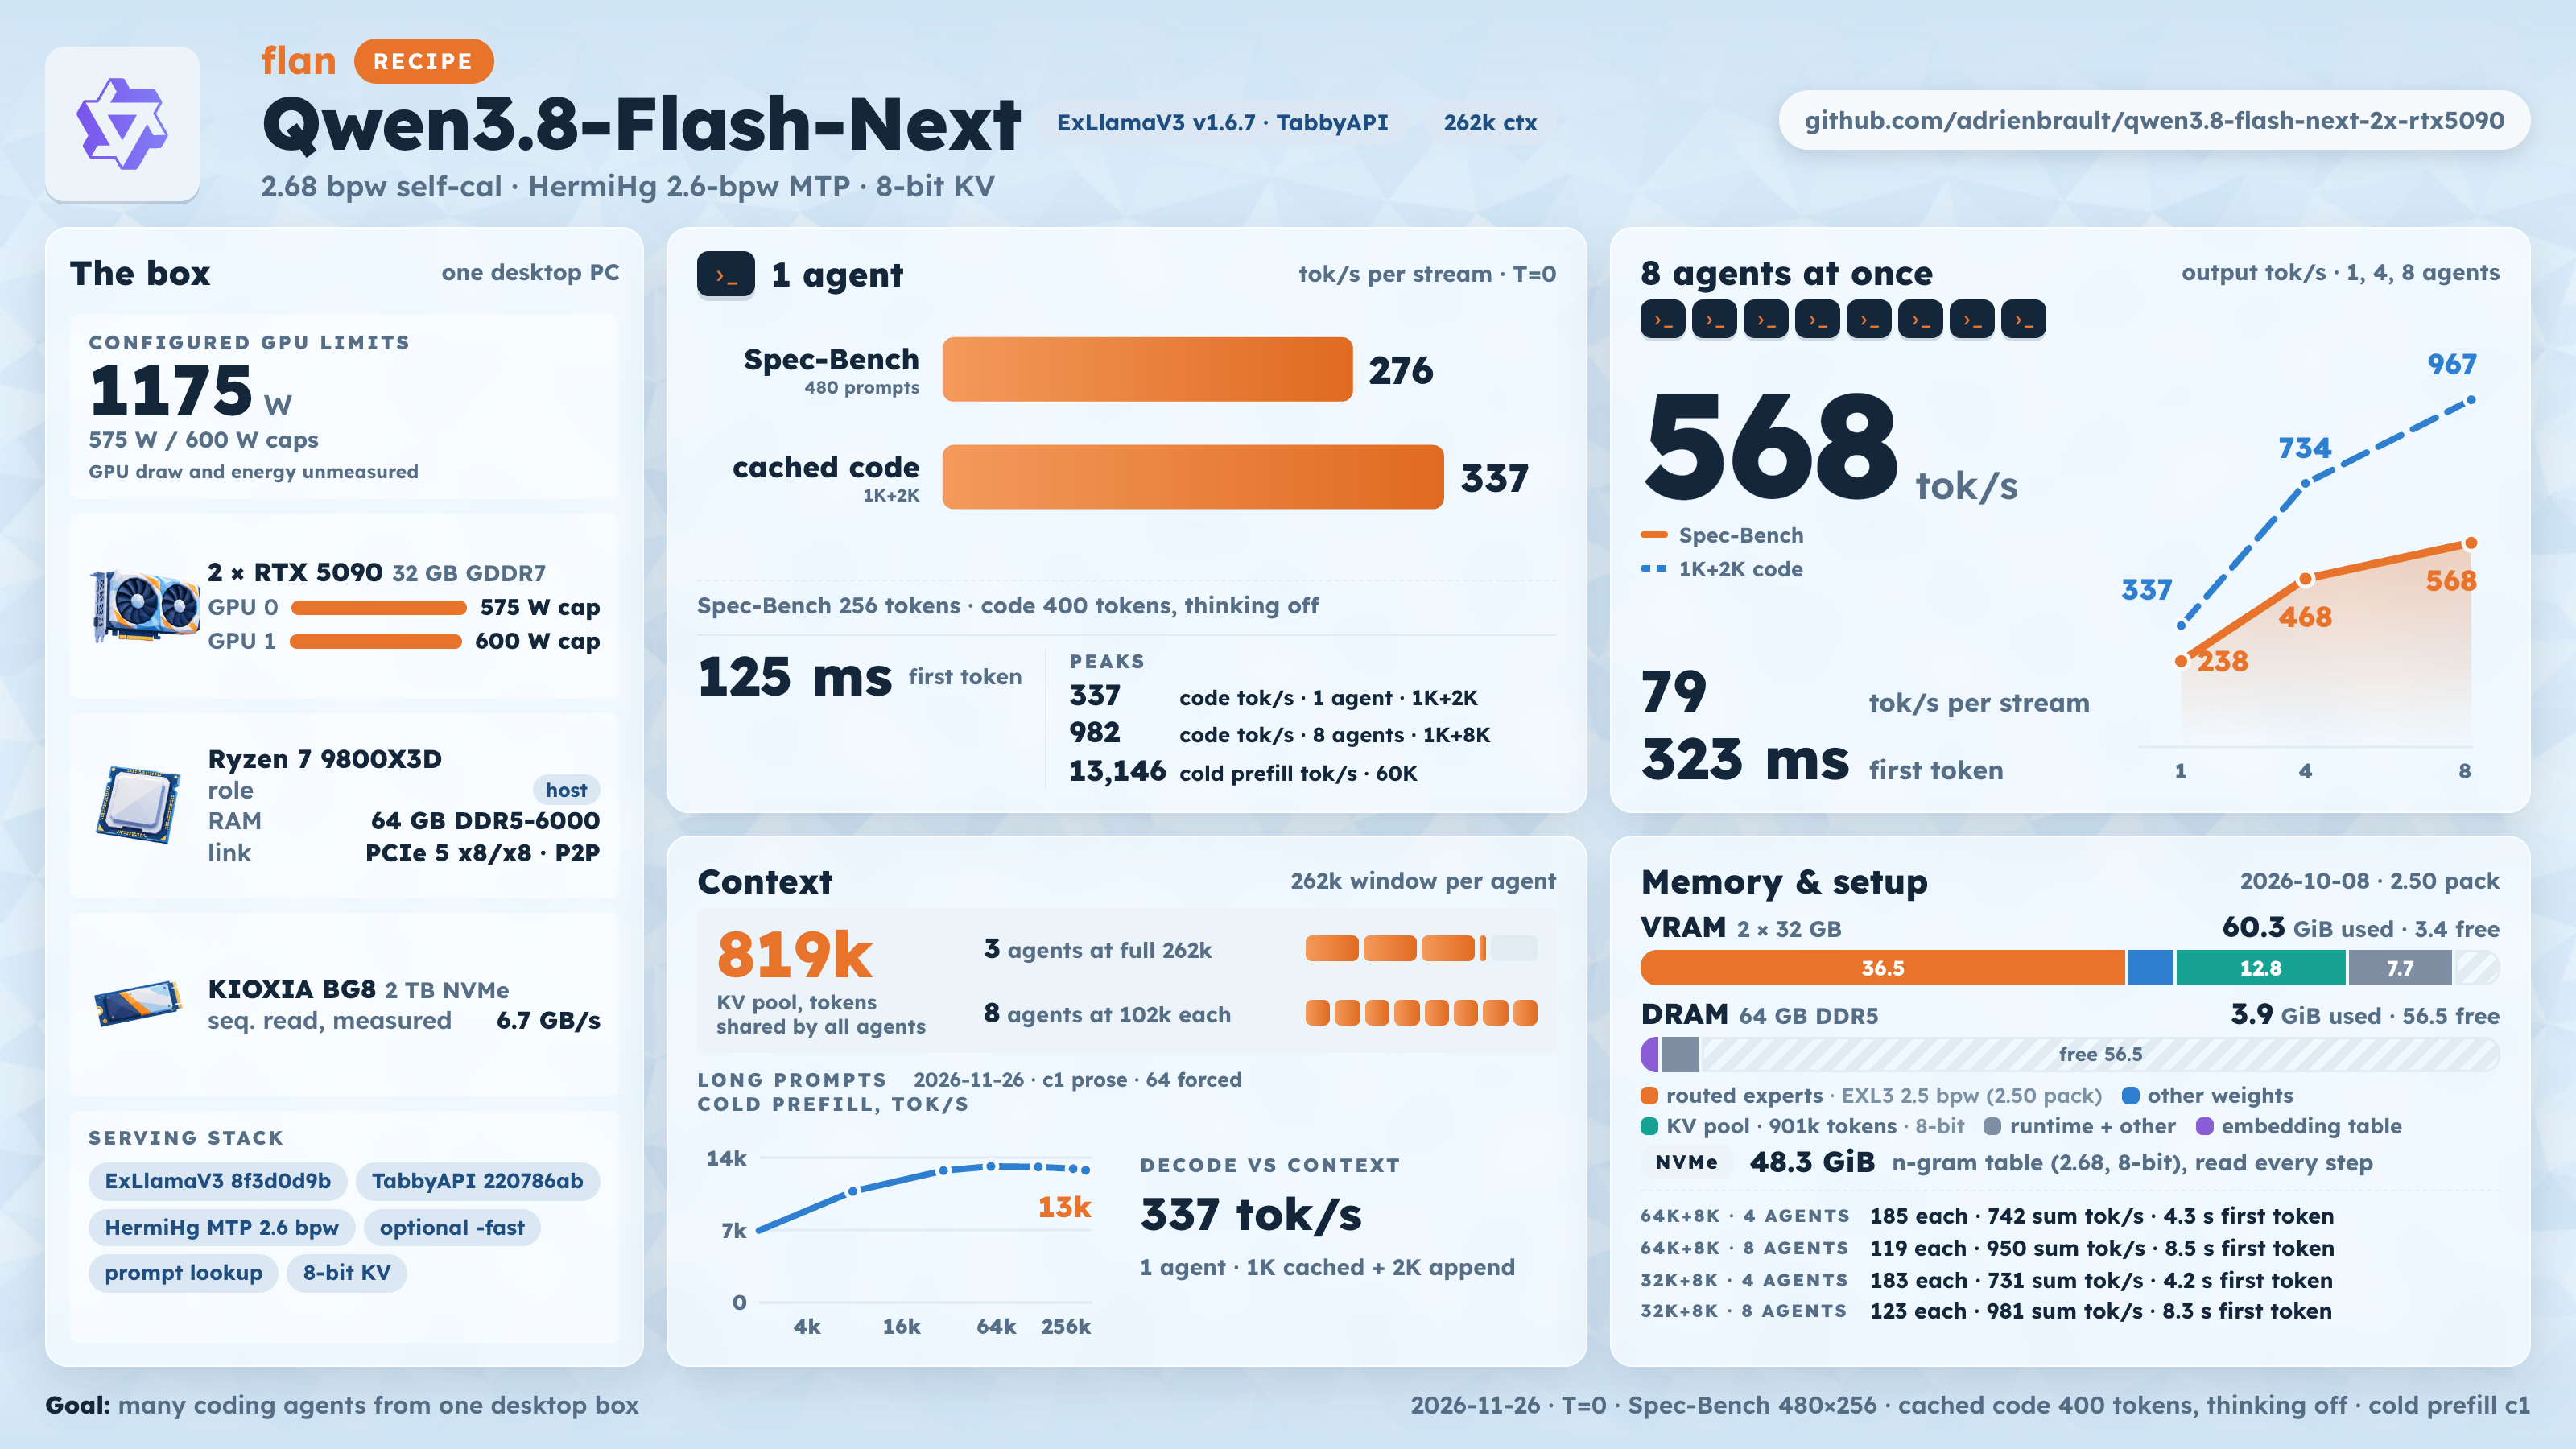 flan RECIPE
Qwen3.8-Flash-Next ExLlamaV3 v1.6.7 · TabbyAPI 262k ctx
2.68 bpw self-cal · HermiHg 2.6-bpw MTP · 8-bit KV
github.com/adrienbrault/qwen3.8-flash-next-2x-rtx5090
The box one desktop PC
CONFIGURED GPU LIMITS
1175 W
575 W / 600 W caps
GPU draw and energy unmeasured
2 × RTX 5090 32 GB GDDR7
GPU 0 575 W cap
GPU 1 600 W cap
Ryzen 7 9800X3D
role host
RAM 64 GB DDR5-6000
link PCIe 5 x8/x8 · P2P
KIOXIA BG8 2 TB NVMe
seq. read, measured 6.7 GB/s
SERVING STACK
ExLlamaV3 8f3d0d9b TabbyAPI 220786ab
HermiHg MTP 2.6 bpw optional -fast
prompt lookup 8-bit KV
›_ 1 agent tok/s per stream · T=0
Spec-Bench 276
480 prompts
cached code 337
1K+2K
Spec-Bench 256 tokens · code 400 tokens, thinking off
125 ms first token
PEAKS
337 code tok/s · 1 agent · 1K+2K
982 code tok/s · 8 agents · 1K+8K
13,146 cold prefill tok/s · 60K
8 agents at once output tok/s · 1, 4, 8 agents
›_ ›_ ›_ ›_ ›_ ›_ ›_ ›_
568 tok/s
Spec-Bench
1K+2K code
79 tok/s per stream
323 ms first token
967
734
337
568
468
238
1 4 8
Context 262k window per agent
819k
KV pool, tokens
shared by all agents
3 agents at full 262k
8 agents at 102k each
LONG PROMPTS 2026-11-26 · c1 prose · 64 forced
COLD PREFILL, TOK/S
14k
7k
0
13k
4k 16k 64k 256k
DECODE VS CONTEXT
337 tok/s
1 agent · 1K cached + 2K append
Memory & setup 2026-10-08 · 2.50 pack
VRAM 2 × 32 GB 60.3 GiB used · 3.4 free
36.5 12.8 7.7
DRAM 64 GB DDR5 3.9 GiB used · 56.5 free
free 56.5
routed experts · EXL3 2.5 bpw (2.50 pack) other weights
KV pool · 901k tokens · 8-bit runtime + other embedding table
NVMe 48.3 GiB n-gram table (2.68, 8-bit), read every step
64K+8K · 4 AGENTS 185 each · 742 sum tok/s · 4.3 s first token
64K+8K · 8 AGENTS 119 each · 950 sum tok/s · 8.5 s first token
32K+8K · 4 AGENTS 183 each · 731 sum tok/s · 4.2 s first token
32K+8K · 8 AGENTS 123 each · 981 sum tok/s · 8.3 s first token
Goal: many coding agents from one desktop box
2026-11-26 · T=0 · Spec-Bench 480×256 · cached code 400 tokens, thinking off · cold prefill c1